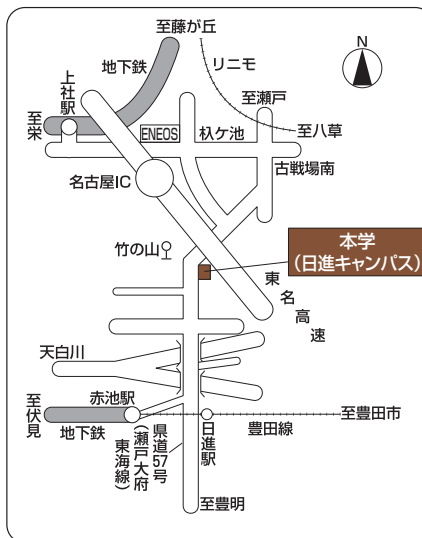 至藤が丘
N
地下鉄
リニモ
上社駅
至瀬戸
至栄
ENEOS
杁ケ池
至八草
古戦場南
名古屋IC
竹の山
本学
(日進キャンパス)
東名高速
天白川
至伏見
赤池駅
至豊田市
地下鉄
豊田線
日進駅
県道57号
(瀬戸大府
東海線)
至豊明